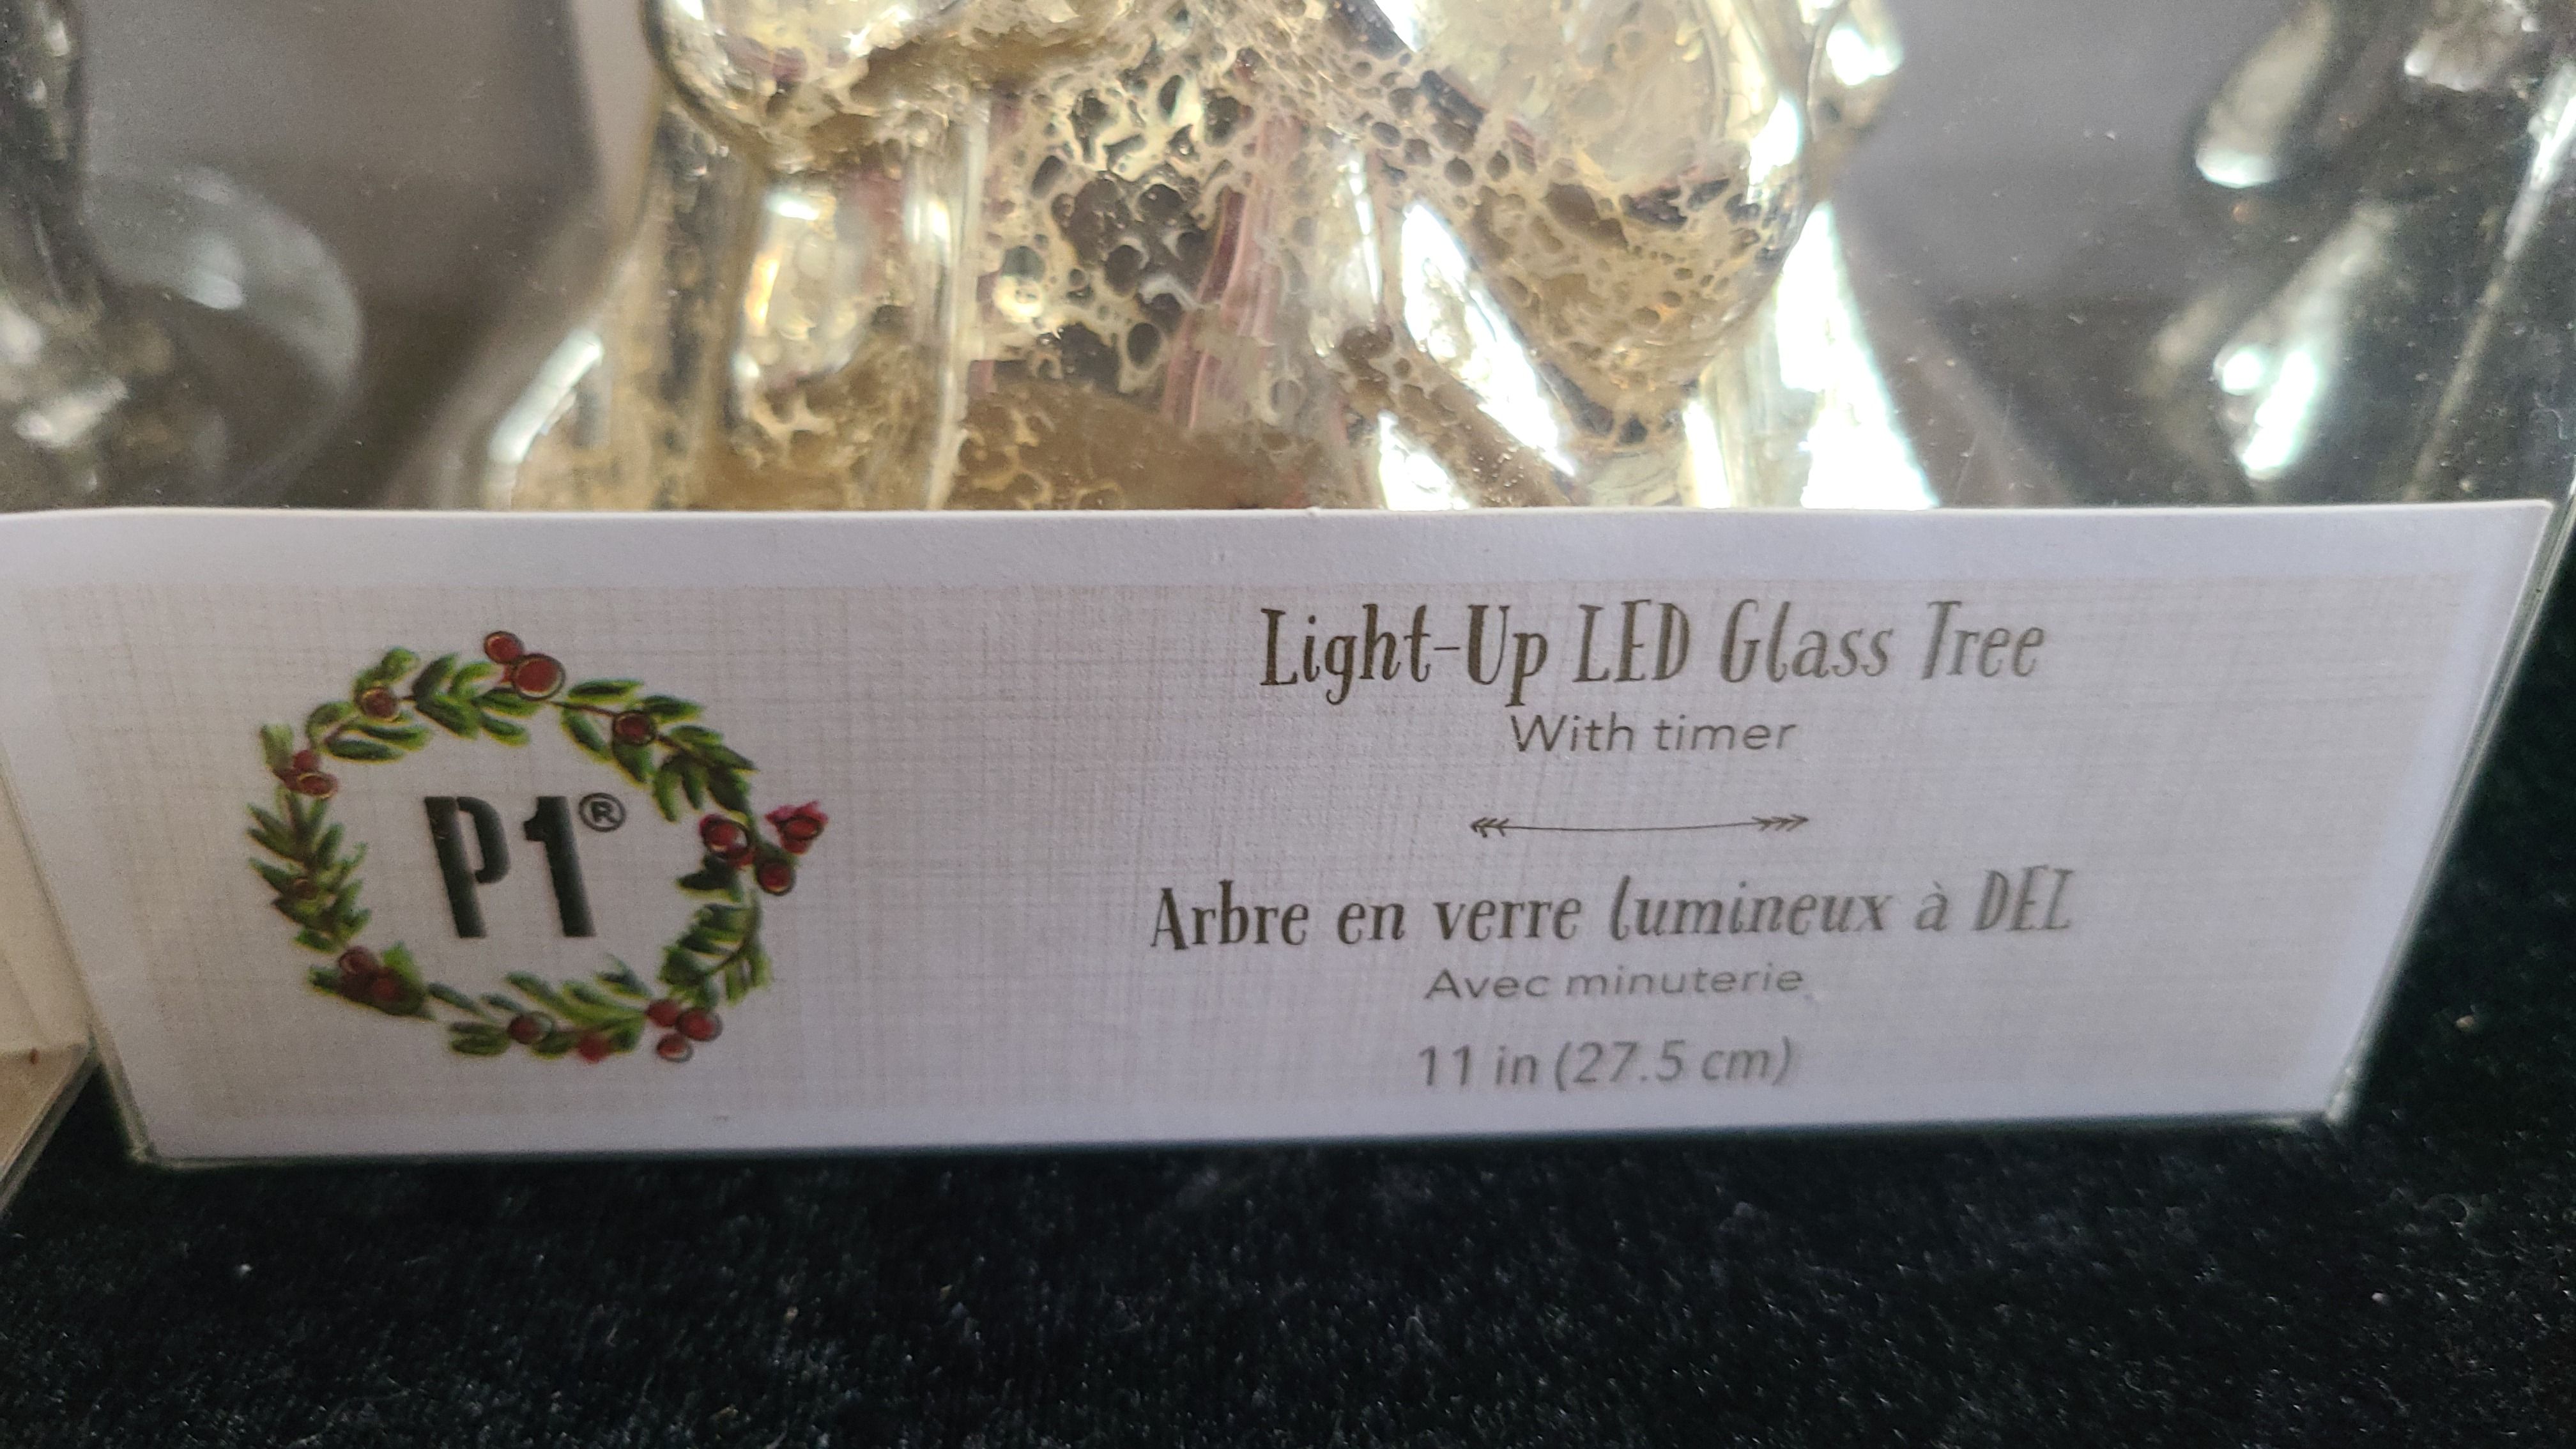 P1®
Light-Up LED Glass Tree
With timer
Arbre en verre lumineux à DEL
Avec minuterie
11 in (27.5 cm)